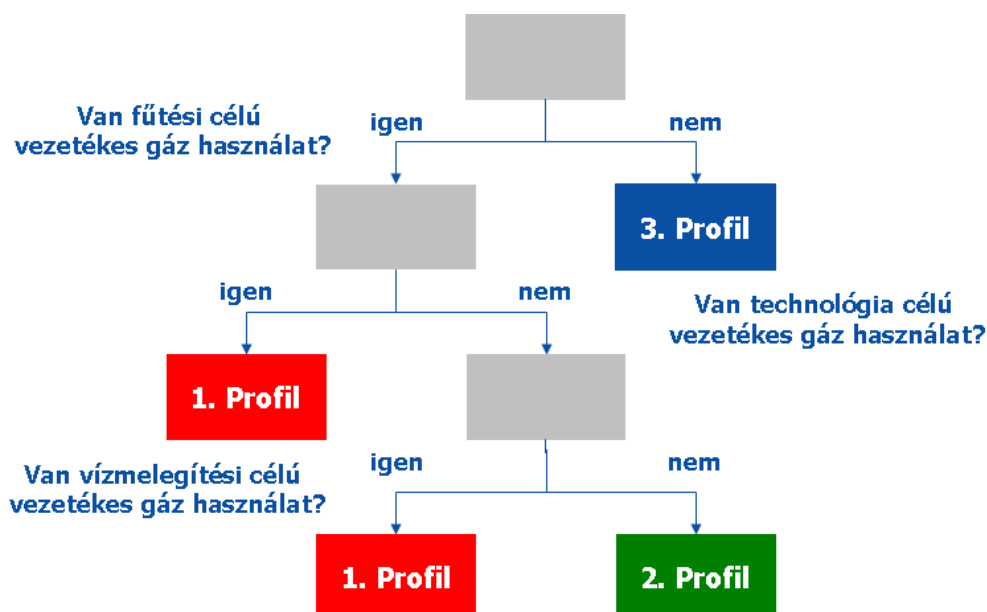 Van fűtési célú
vezetékes gáz használat?
igen
nem
3. Profil
igen
nem
Van technológia célú
vezetékes gáz használat?
1. Profil
Van vízmelegítési célú
vezetékes gáz használat?
igen
nem
1. Profil
2. Profil